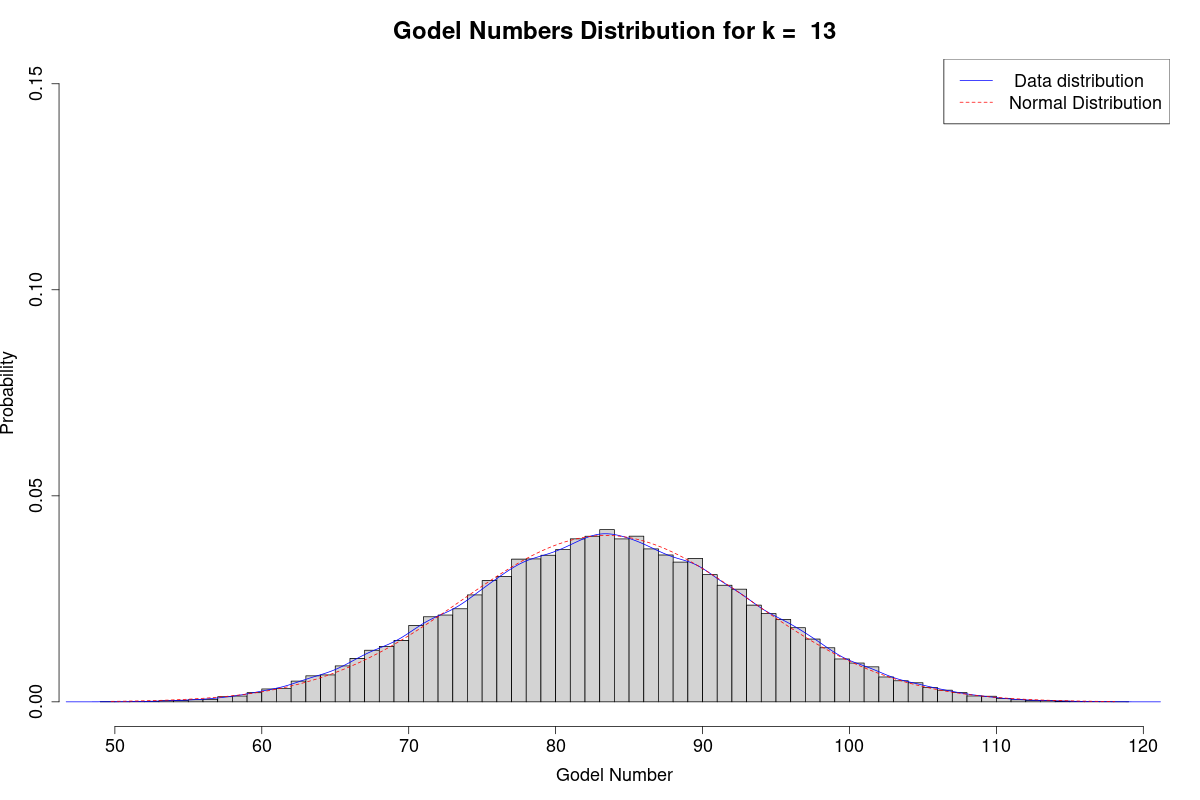 Godel Numbers Distribution for k =  13
Data distribution
Normal Distribution
Probability
0.15
0.10
0.05
0.00
50 60 70 80 90 100 110 120
Godel Number